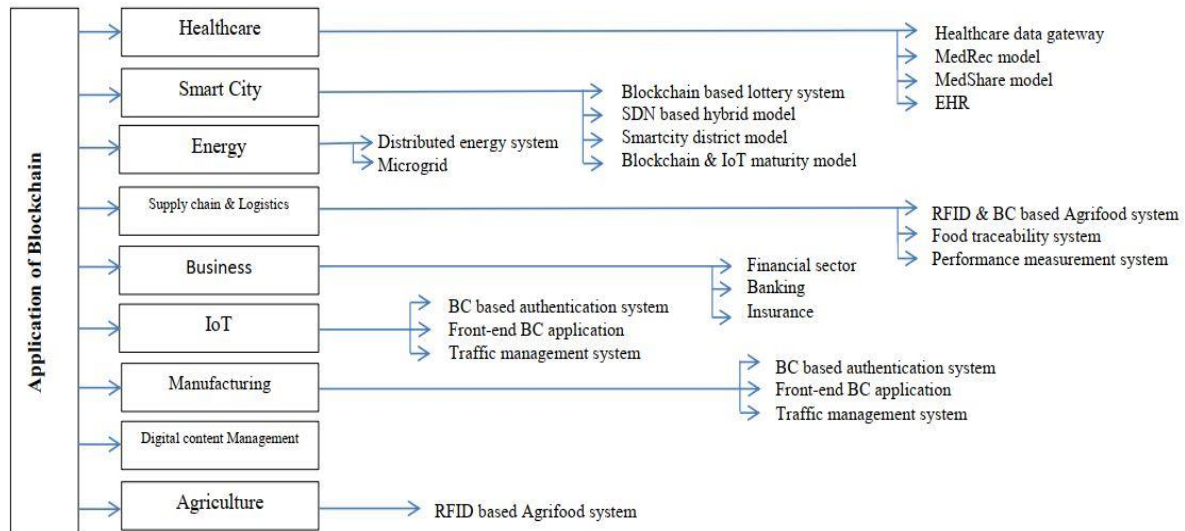 Application of Blockchain
Healthcare
Healthcare data gateway
MedRec model
MedShare model
EHR
Smart City
Blockchain based lottery system
SDN based hybrid model
Smartcity district model
Blockchain & IoT maturity model
Energy
Distributed energy system
Microgrid
Supply chain & Logistics
RFID & BC based Agrifood system
Food traceability system
Performance measurement system
Business
Financial sector
Banking
Insurance
IoT
BC based authentication system
Front-end BC application
Traffic management system
Manufacturing
BC based authentication system
Front-end BC application
Traffic management system
Digital content Management
Agriculture
RFID based Agrifood system